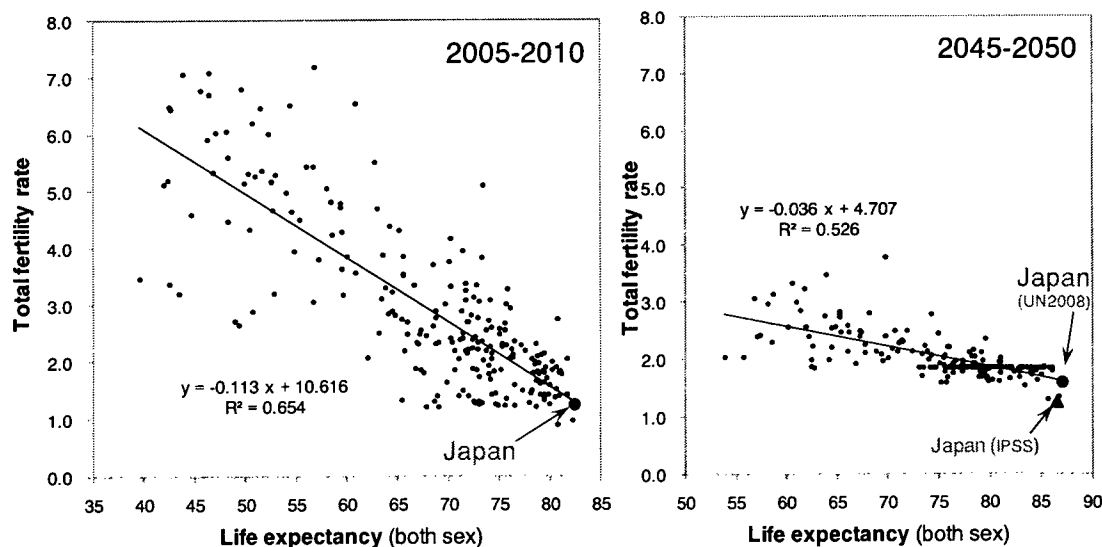 2005-2010
8.0
7.0
6.0
5.0
4.0
3.0
2.0
1.0
0.0
Total fertility rate
y = -0.113 x + 10.616
R² = 0.654
Japan
35 40 45 50 55 60 65 70 75 80 85
Life expectancy (both sex)
2045-2050
8.0
7.0
6.0
5.0
4.0
3.0
2.0
1.0
0.0
Total fertility rate
y = -0.036 x + 4.707
R² = 0.526
Japan
(UN2008)
Japan (IPSS)
50 55 60 65 70 75 80 85 90
Life expectancy (both sex)